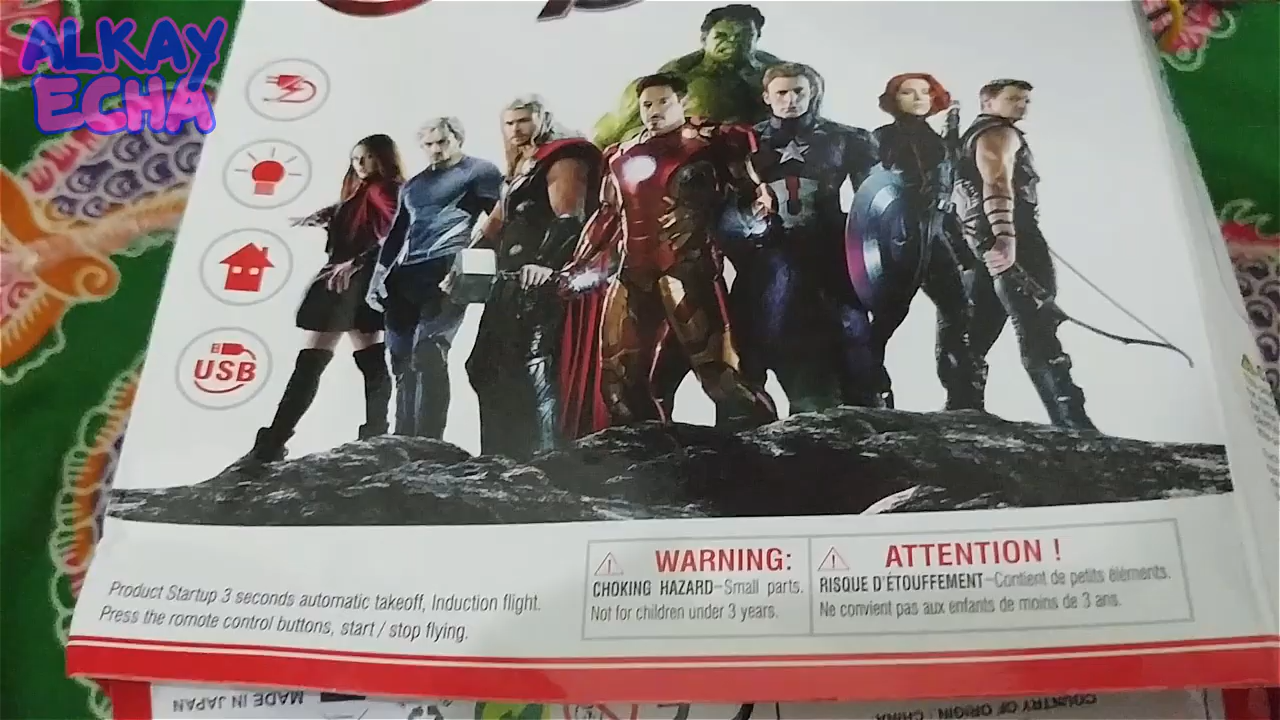 ALKAY
ECHA
USB
WARNING:
CHOKING HAZARD–Small parts.
Not for children under 3 years.
ATTENTION !
RISQUE D'ÉTOUFFEMENT–Contient de petits éléments.
Ne convient pas aux enfants de moins de 3 ans.
Product Startup 3 seconds automatic takeoff, Induction flight.
Press the romote control buttons, start / stop flying.
MADE IN JAPAN
COUNTRY OF ORIGIN : CHINA